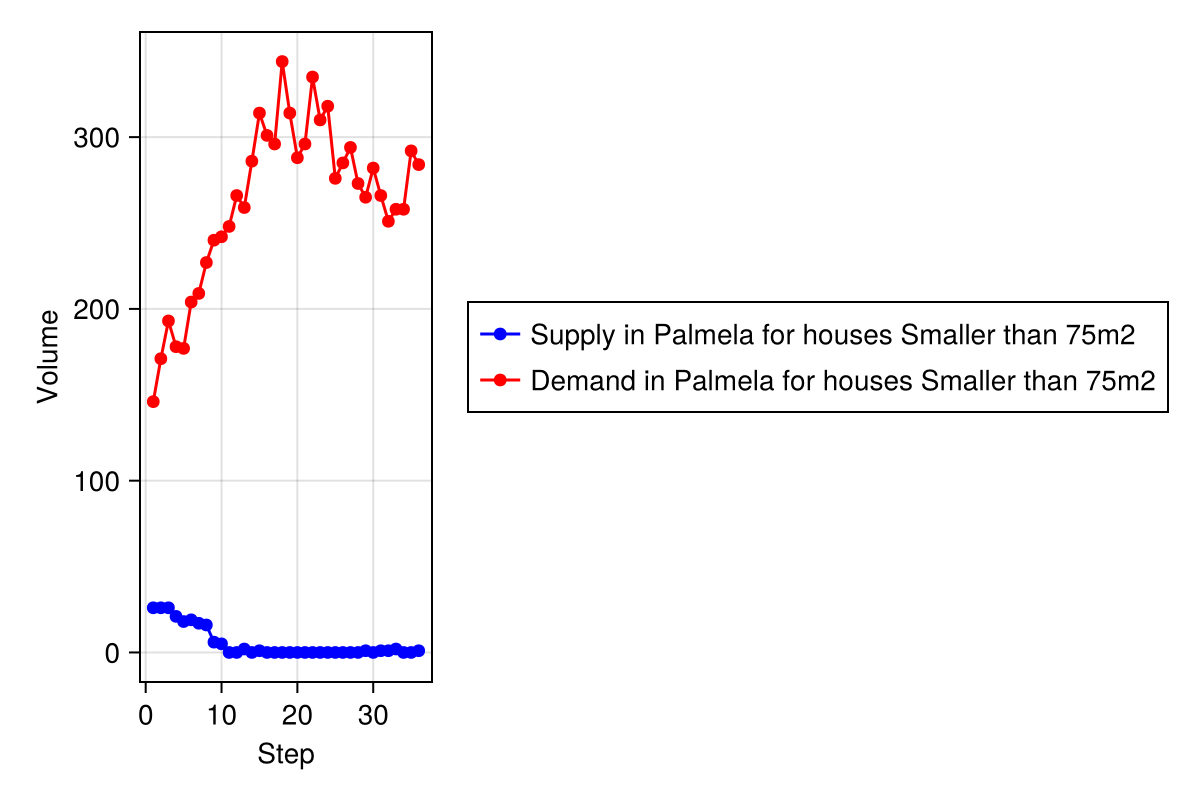 Volume
300
200
100
0
0 10 20 30
Step
Supply in Palmela for houses Smaller than 75m2
Demand in Palmela for houses Smaller than 75m2